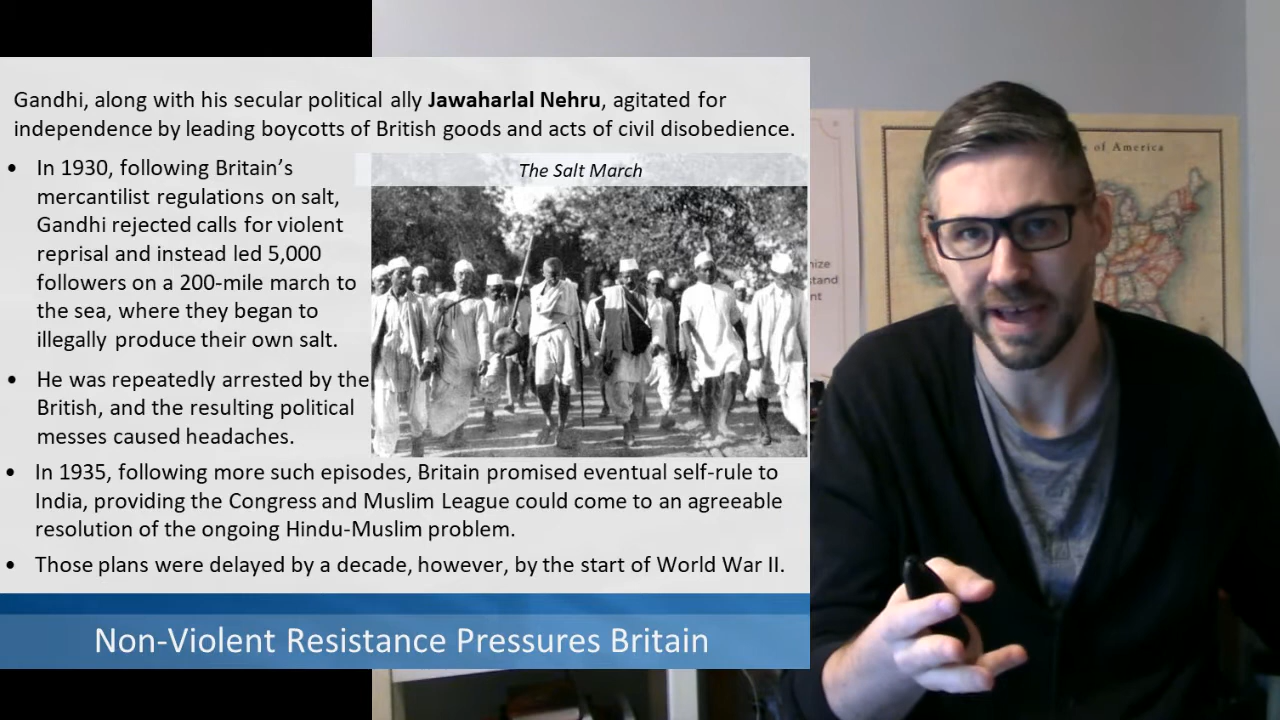 Gandhi, along with his secular political ally Jawaharlal Nehru, agitated for
independence by leading boycotts of British goods and acts of civil disobedience.
• In 1930, following Britain’s
mercantilist regulations on salt,
Gandhi rejected calls for violent
reprisal and instead led 5,000
followers on a 200-mile march to
the sea, where they began to
illegally produce their own salt.
The Salt March
• He was repeatedly arrested by the
British, and the resulting political
messes caused headaches.
• In 1935, following more such episodes, Britain promised eventual self-rule to
India, providing the Congress and Muslim League could come to an agreeable
resolution of the ongoing Hindu-Muslim problem.
• Those plans were delayed by a decade, however, by the start of World War II.
Non-Violent Resistance Pressures Britain
of America